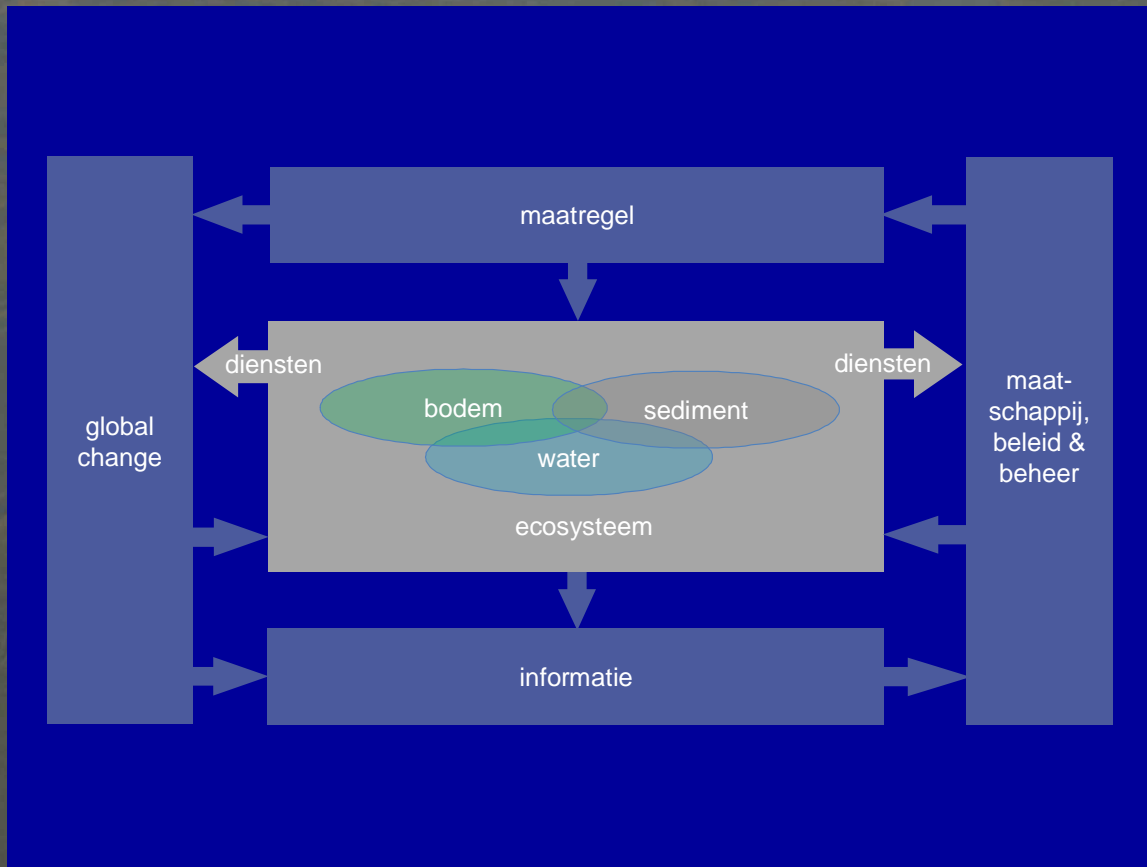 maatregel
diensten
diensten
bodem
sediment
water
ecosysteem
global
change
maat-
schappij,
beleid &
beheer
informatie